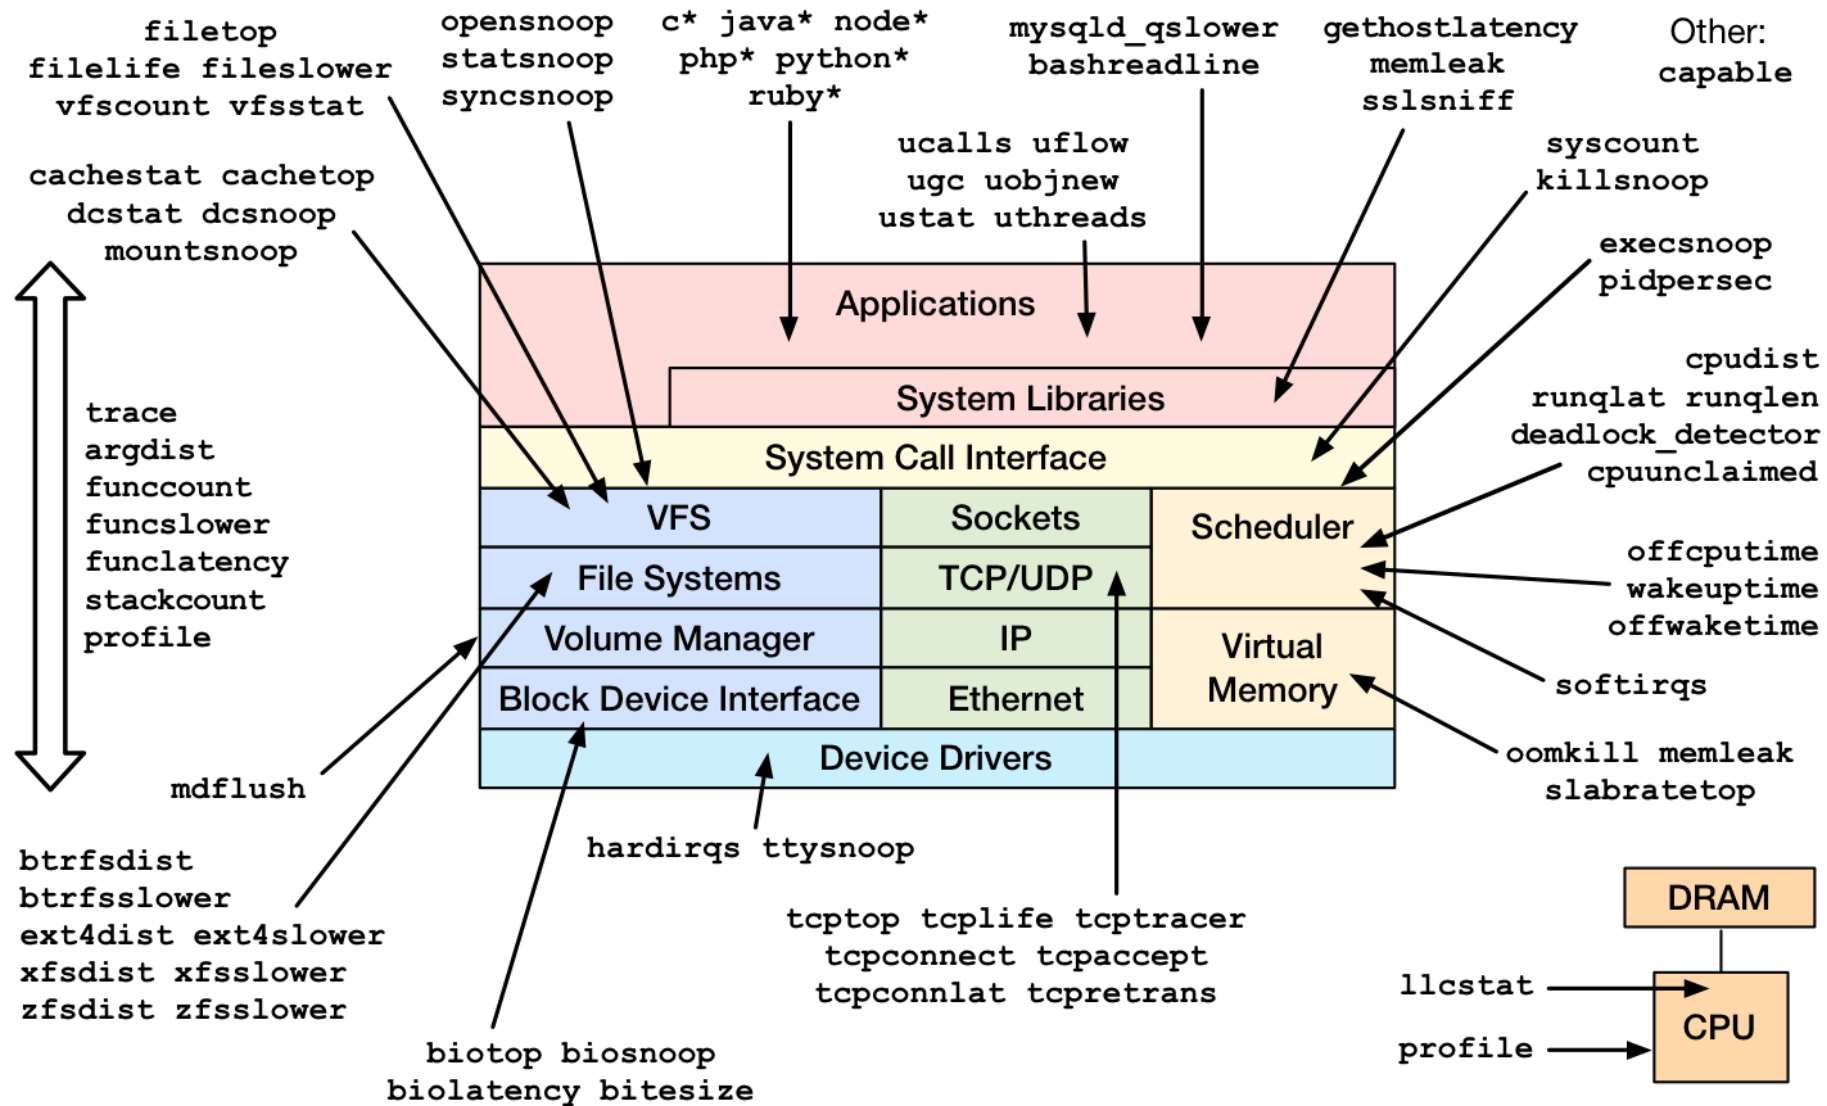 filetop
filelife fileslower
vfscount vfsstat
opensnoop
statsnoop
syncsnoop
c* java* node*
php* python*
ruby*
mysqld_qslower
bashreadline
gethostlatency
memleak
sslsniff
Other:
capable
cachestat cachetop
dcstat dcsnoop
mountsnoop
ucalls uflow
ugc uobjnew
ustat uthreads
syscount
killsnoop
execsnoop
pidpersec
Applications
System Libraries
System Call Interface
VFS
Sockets
Scheduler
File Systems
TCP/UDP
Volume Manager
IP
Virtual
Memory
Block Device Interface
Ethernet
Device Drivers
cpudist
runqlat runqlen
deadlock_detector
cpuunclaimed
offcputime
wakeuptime
offwaketime
softirqs
oomkill memleak
slabratetop
trace
argdist
funccount
funcslower
funclatency
stackcount
profile
mdflush
btrfsdist
btrfsslower
ext4dist ext4slower
xfsdist xfsslower
zfsdist zfsslower
hardirqs ttysnoop
biotop biosnoop
biolatency bitesize
tcptop tcplife tcptracer
tcpconnect tcpaccept
tcpconnlat tcpretrans
DRAM
llcstat
CPU
profile